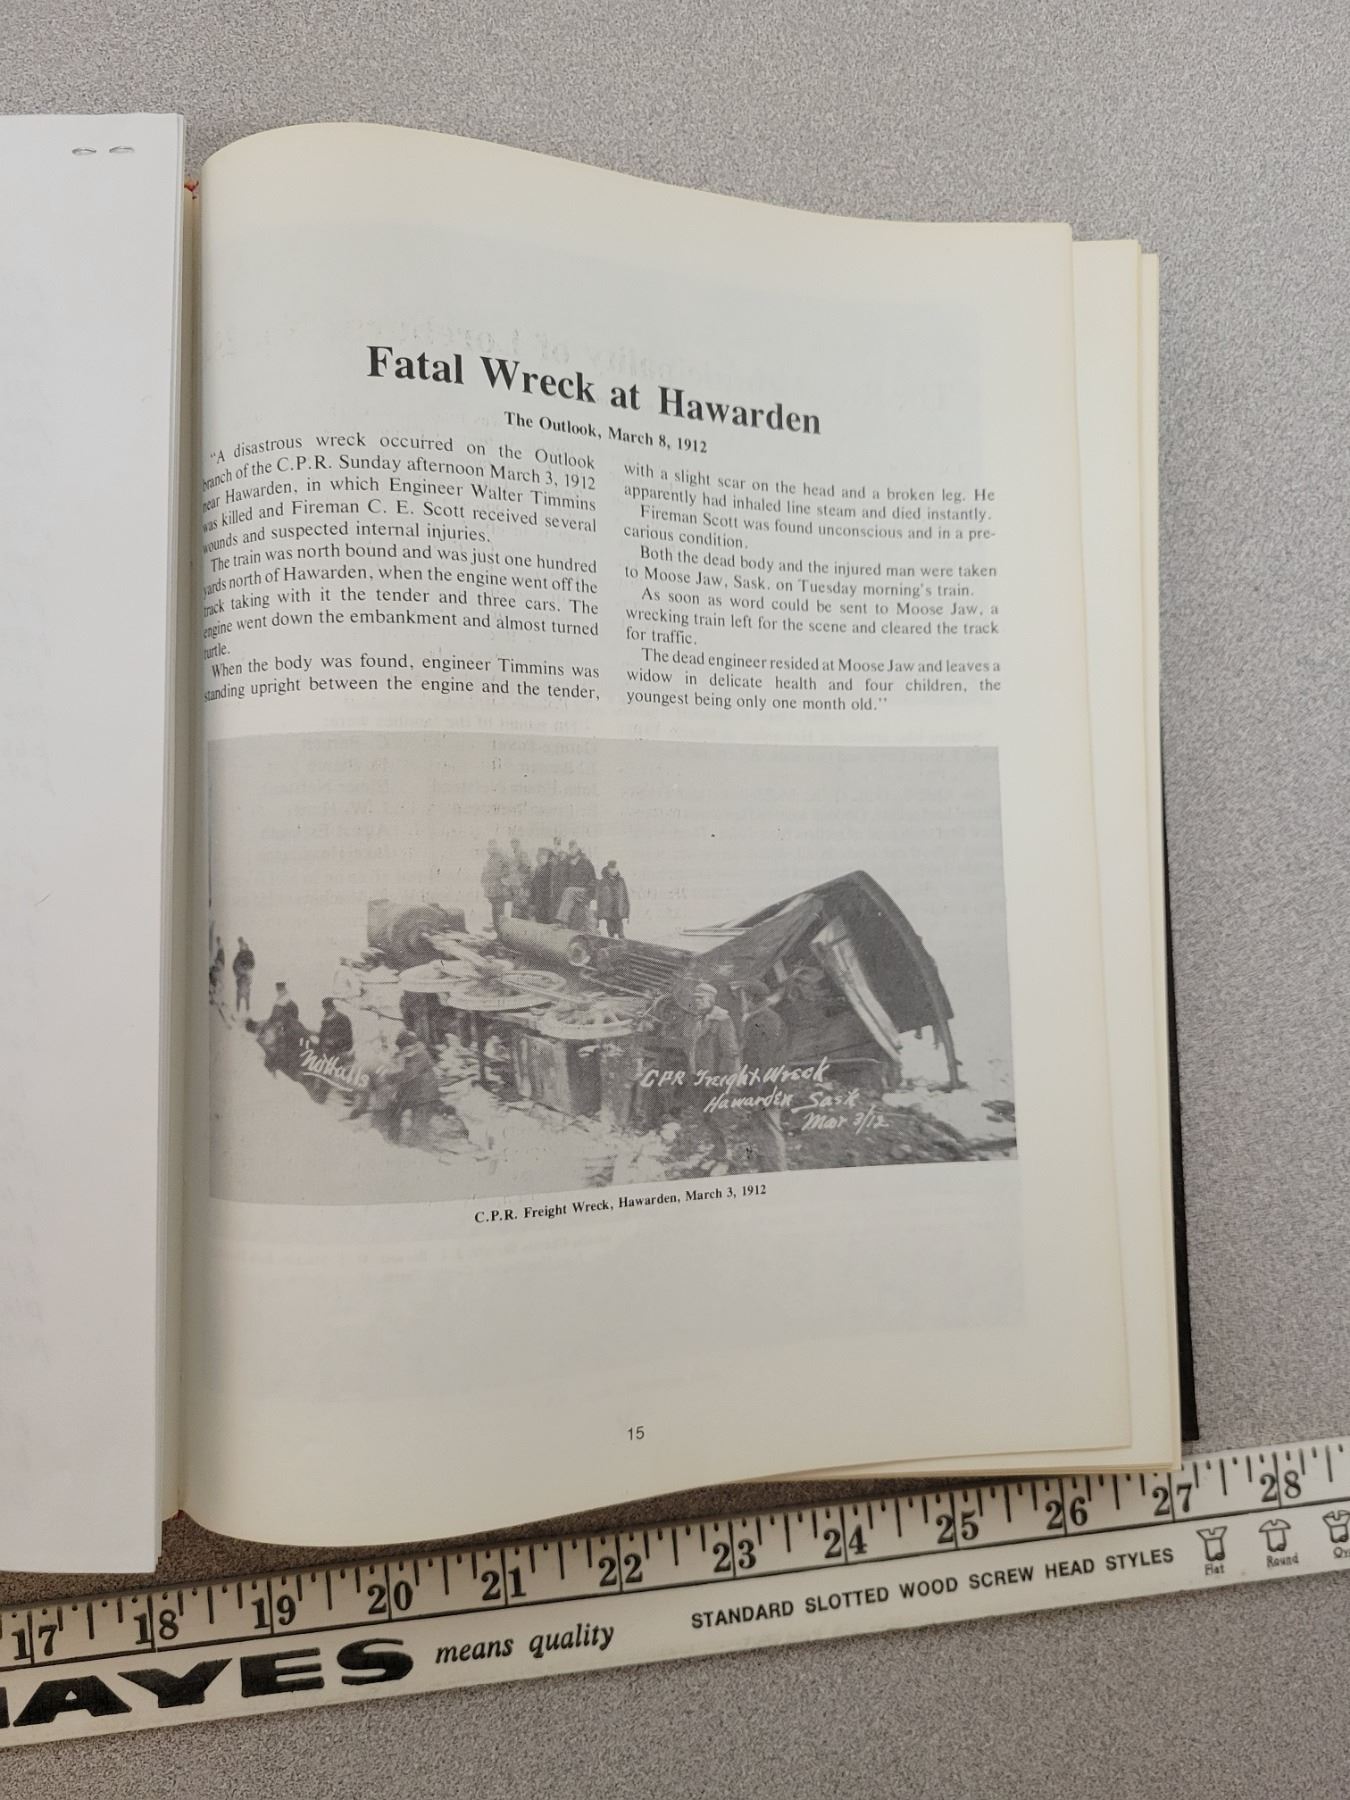 Fatal Wreck at Hawarden
The Outlook, March 8, 1912
"A disastrous wreck occurred on the Outlook
branch of the C.P.R. Sunday afternoon March 3, 1912
near Hawarden, in which Engineer Walter Timmins
was killed and Fireman C. E. Scott received several
wounds and suspected internal injuries.
The train was north bound and was just one hundred
yards north of Hawarden, when the engine went off the
track taking with it the tender and three cars. The
engine went down the embankment and almost turned
turtle.
When the body was found, engineer Timmins was
standing upright between the engine and the tender,
with a slight scar on the head and a broken leg. He
apparently had inhaled line steam and died instantly.
Fireman Scott was found unconscious and in a pre-
carious condition.
Both the dead body and the injured man were taken
to Moose Jaw, Sask. on Tuesday morning's train.
As soon as word could be sent to Moose Jaw, a
wrecking train left for the scene and cleared the track
for traffic.
The dead engineer resided at Moose Jaw and leaves a
widow in delicate health and four children, the
youngest being only one month old."
CPR Freight Wreck
Hawarden Sask
Mar 3/12
C.P.R. Freight Wreck, Hawarden, March 3, 1912
15
17 18 19 20 21 22 23 24 25 26 27 28
HAYES means quality
STANDARD SLOTTED WOOD SCREW HEAD STYLES
Flat Round